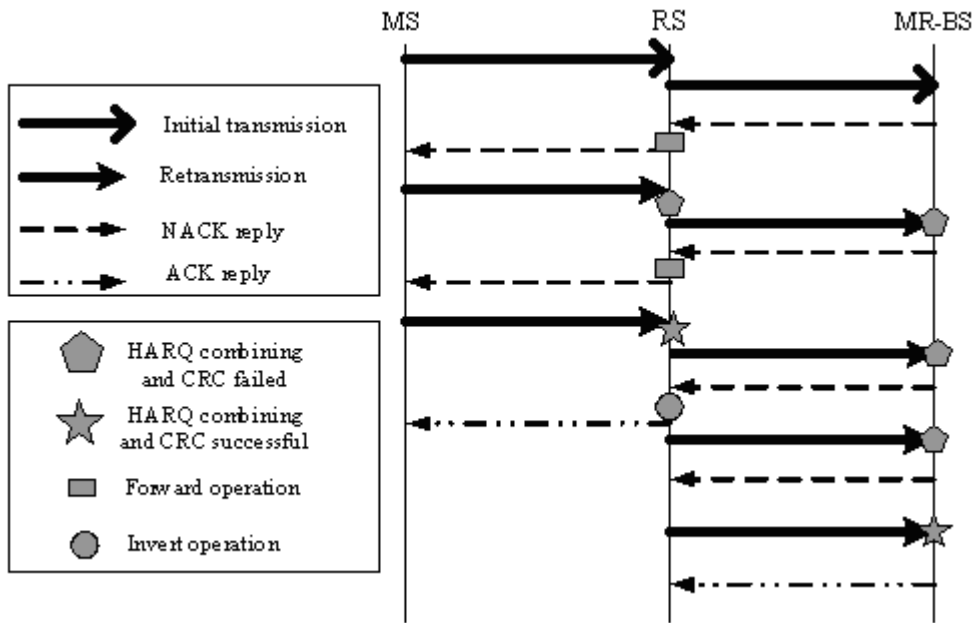 MS RS MR-BS
Initial transmission
Retransmission
NACK reply
ACK reply
HARQ combining
and CRC failed
HARQ combining
and CRC successful
Forward operation
Invert operation